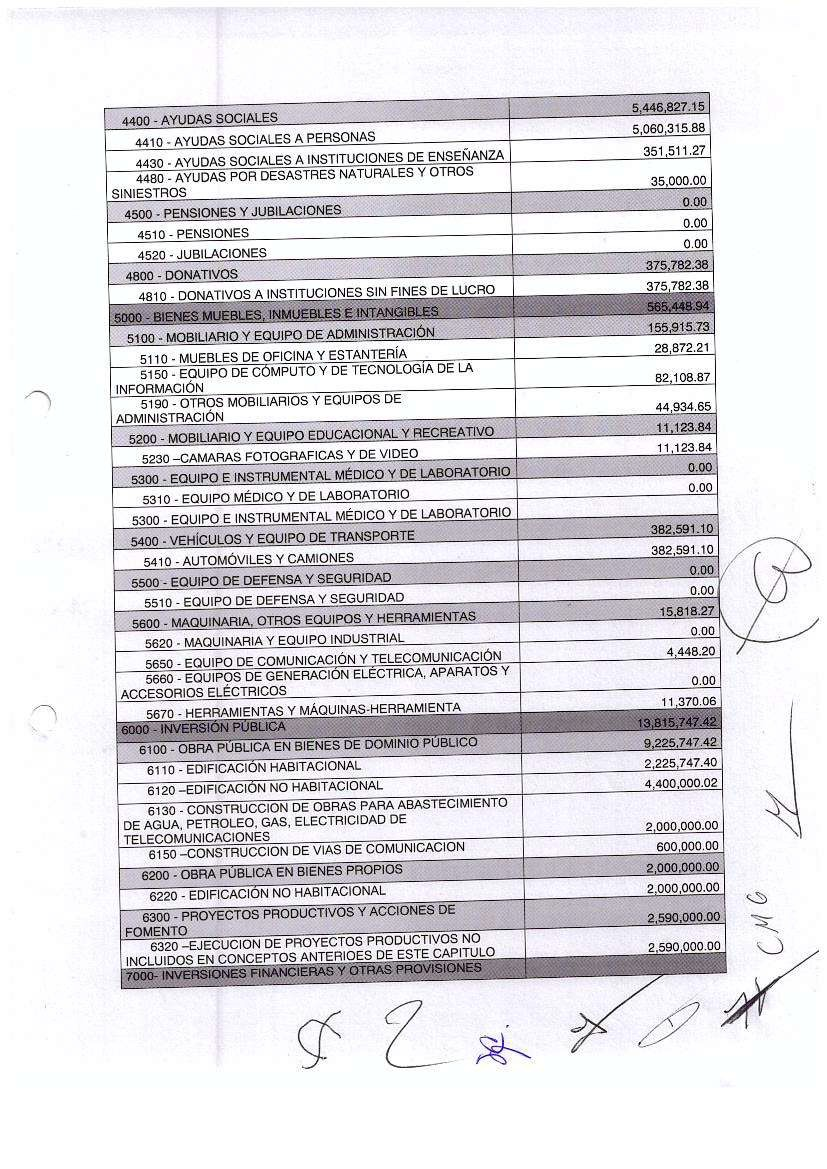 4400 - AYUDAS SOCIALES 5,446,827.15
4410 - AYUDAS SOCIALES A PERSONAS 5,060,315.88
4430 - AYUDAS SOCIALES A INSTITUCIONES DE ENSEÑANZA 351,511.27
4480 - AYUDAS POR DESASTRES NATURALES Y OTROS
SINIESTROS 35,000.00
4500 - PENSIONES Y JUBILACIONES 0.00
4510 - PENSIONES 0.00
4520 - JUBILACIONES 0.00
4800 - DONATIVOS 375,782.38
4810 - DONATIVOS A INSTITUCIONES SIN FINES DE LUCRO 375,782.38
5000 - BIENES MUEBLES, INMUEBLES E INTANGIBLES 565,448.94
5100 - MOBILIARIO Y EQUIPO DE ADMINISTRACIÓN 155,915.73
5110 - MUEBLES DE OFICINA Y ESTANTERÍA 28,872.21
5150 - EQUIPO DE CÓMPUTO Y DE TECNOLOGÍA DE LA
INFORMACIÓN 82,108.87
5190 - OTROS MOBILIARIOS Y EQUIPOS DE
ADMINISTRACIÓN 44,934.65
5200 - MOBILIARIO Y EQUIPO EDUCACIONAL Y RECREATIVO 11,123.84
5230 –CAMARAS FOTOGRAFICAS Y DE VIDEO 11,123.84
5300 - EQUIPO E INSTRUMENTAL MÉDICO Y DE LABORATORIO 0.00
5310 - EQUIPO MÉDICO Y DE LABORATORIO 0.00
5300 - EQUIPO E INSTRUMENTAL MÉDICO Y DE LABORATORIO
5400 - VEHÍCULOS Y EQUIPO DE TRANSPORTE 382,591.10
5410 - AUTOMÓVILES Y CAMIONES 382,591.10
5500 - EQUIPO DE DEFENSA Y SEGURIDAD 0.00
5510 - EQUIPO DE DEFENSA Y SEGURIDAD 0.00
5600 - MAQUINARIA, OTROS EQUIPOS Y HERRAMIENTAS 15,818.27
5620 - MAQUINARIA Y EQUIPO INDUSTRIAL 0.00
5650 - EQUIPO DE COMUNICACIÓN Y TELECOMUNICACIÓN 4,448.20
5660 - EQUIPOS DE GENERACIÓN ELÉCTRICA, APARATOS Y
ACCESORIOS ELÉCTRICOS 0.00
5670 - HERRAMIENTAS Y MÁQUINAS-HERRAMIENTA 11,370.06
6000 - INVERSIÓN PÚBLICA 13,815,747.42
6100 - OBRA PÚBLICA EN BIENES DE DOMINIO PÚBLICO 9,225,747.42
6110 - EDIFICACIÓN HABITACIONAL 2,225,747.40
6120 –EDIFICACIÓN NO HABITACIONAL 4,400,000.02
6130 - CONSTRUCCION DE OBRAS PARA ABASTECIMIENTO
DE AGUA, PETROLEO, GAS, ELECTRICIDAD DE
TELECOMUNICACIONES 2,000,000.00
6150 –CONSTRUCCION DE VIAS DE COMUNICACION 600,000.00
6200 - OBRA PÚBLICA EN BIENES PROPIOS 2,000,000.00
6220 - EDIFICACIÓN NO HABITACIONAL 2,000,000.00
6300 - PROYECTOS PRODUCTIVOS Y ACCIONES DE
FOMENTO 2,590,000.00
6320 –EJECUCION DE PROYECTOS PRODUCTIVOS NO
INCLUIDOS EN CONCEPTOS ANTERIOES DE ESTE CAPITULO 2,590,000.00
7000- INVERSIONES FINANCIERAS Y OTRAS PROVISIONES
CMG